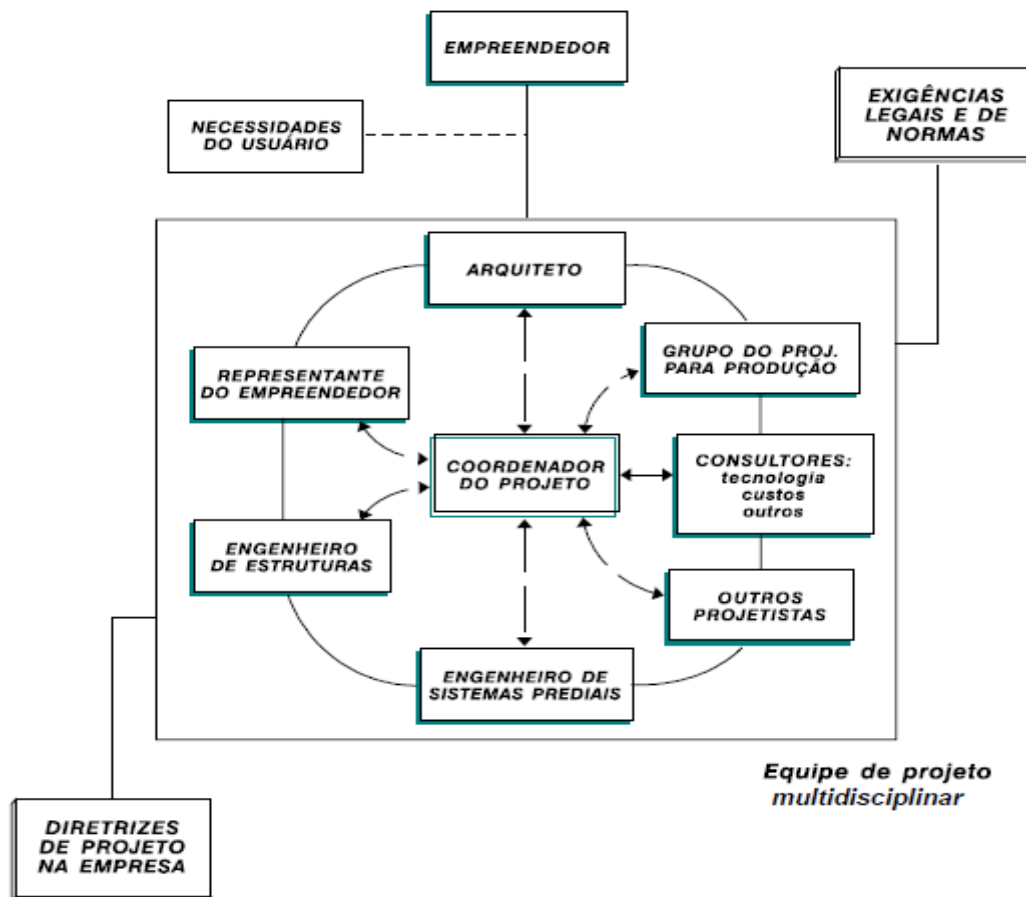 EMPREENDEDOR
NECESSIDADES
DO USUÁRIO
EXIGÊNCIAS
LEGAIS E DE
NORMAS
ARQUITETO
REPRESENTANTE
DO EMPREENDEDOR
GRUPO DO PROJ.
PARA PRODUÇÃO
COORDENADOR
DO PROJETO
CONSULTORES:
tecnologia
custos
outros
ENGENHEIRO
DE ESTRUTURAS
OUTROS
PROJETISTAS
ENGENHEIRO DE
SISTEMAS PREDIAIS
Equipe de projeto
multidisciplinar
DIRETRIZES
DE PROJETO
NA EMPRESA